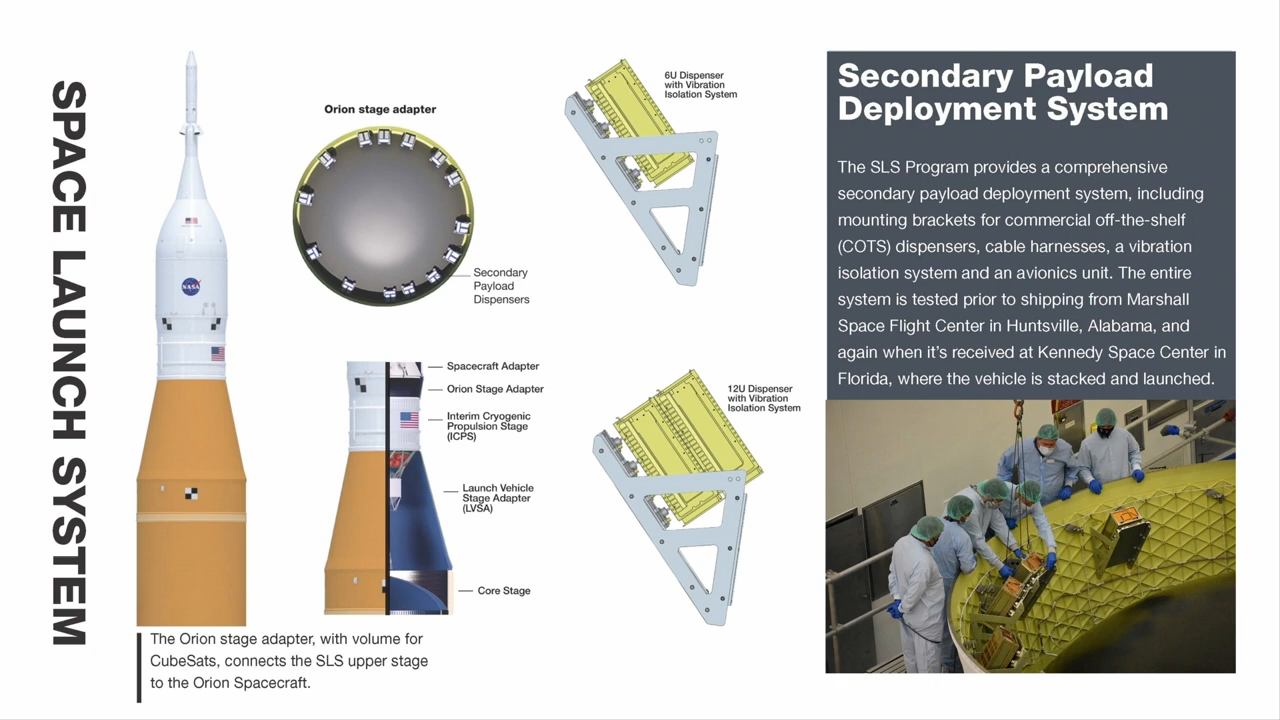 SPACE LAUNCH SYSTEM
NASA
Orion stage adapter
Secondary
Payload
Dispensers
Spacecraft Adapter
Orion Stage Adapter
Interim Cryogenic
Propulsion Stage
(ICPS)
Launch Vehicle
Stage Adapter
(LVSA)
Core Stage
The Orion stage adapter, with volume for
CubeSats, connects the SLS upper stage
to the Orion Spacecraft.
6U Dispenser
with Vibration
Isolation System
12U Dispenser
with Vibration
Isolation System
Secondary Payload
Deployment System
The SLS Program provides a comprehensive
secondary payload deployment system, including
mounting brackets for commercial off-the-shelf
(COTS) dispensers, cable harnesses, a vibration
isolation system and an avionics unit. The entire
system is tested prior to shipping from Marshall
Space Flight Center in Huntsville, Alabama, and
again when it’s received at Kennedy Space Center in
Florida, where the vehicle is stacked and launched.